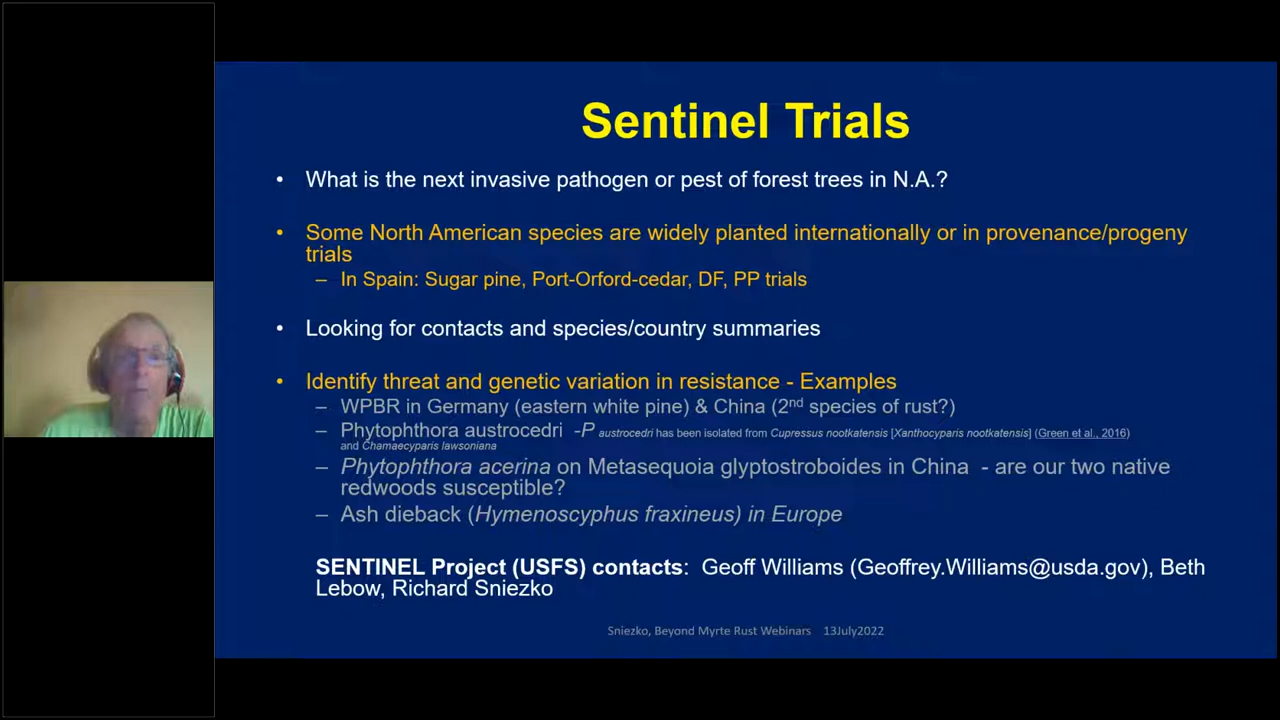 Sentinel Trials
• What is the next invasive pathogen or pest of forest trees in N.A.?
• Some North American species are widely planted internationally or in provenance/progeny
trials
– In Spain: Sugar pine, Port-Orford-cedar, DF, PP trials
• Looking for contacts and species/country summaries
• Identify threat and genetic variation in resistance - Examples
– WPBR in Germany (eastern white pine) & China (2nd species of rust?)
– Phytophthora austrocedri -P austrocedri has been isolated from Cupressus nootkatensis [Xanthocyparis nootkatensis] (Green et al., 2016)
and Chamaecyparis lawsoniana
– Phytophthora acerina on Metasequoia glyptostroboides in China - are our two native
redwoods susceptible?
– Ash dieback (Hymenoscyphus fraxineus) in Europe
SENTINEL Project (USFS) contacts: Geoff Williams (Geoffrey.Williams@usda.gov), Beth
Lebow, Richard Sniezko
Sniezko, Beyond Myrte Rust Webinars 13July2022